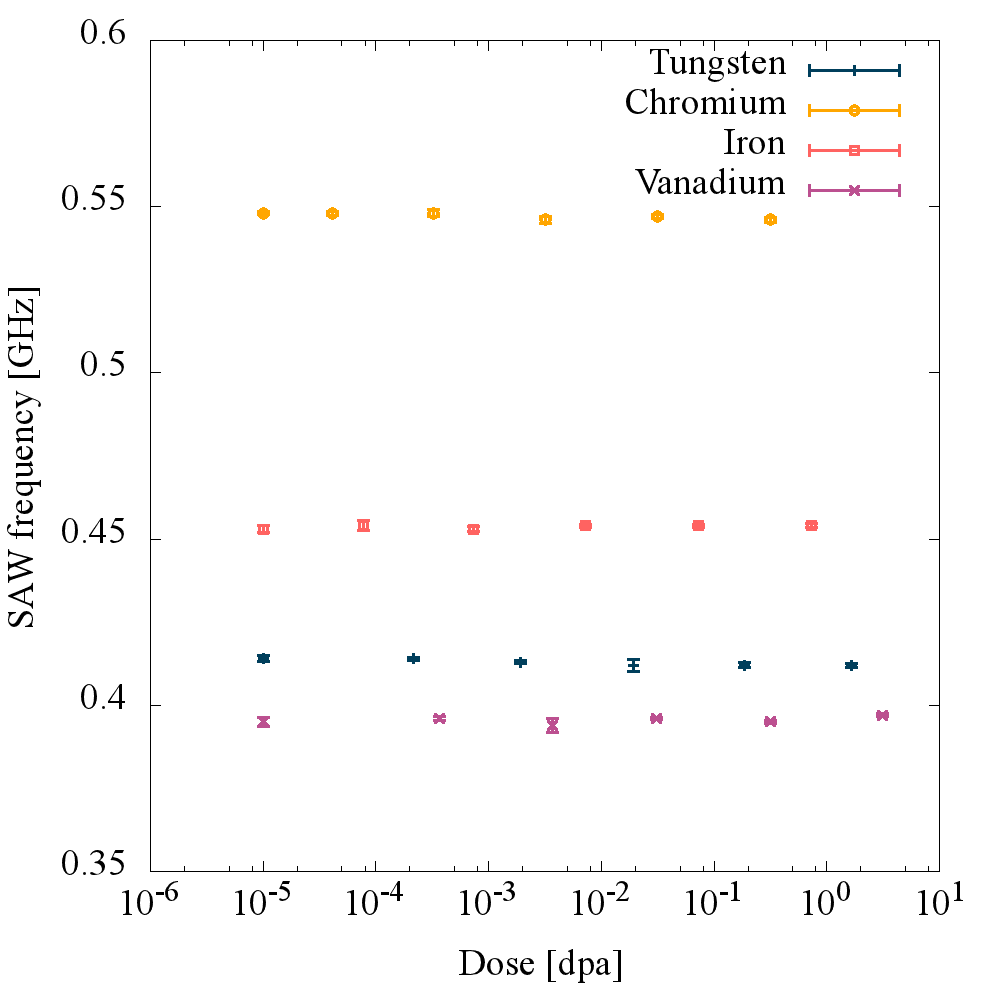 0.6
0.55
0.5
0.45
0.4
0.35
SAW frequency [GHz]
Tungsten
Chromium
Iron
Vanadium
10-6 10-5 10-4 10-3 10-2 10-1 100 101
Dose [dpa]